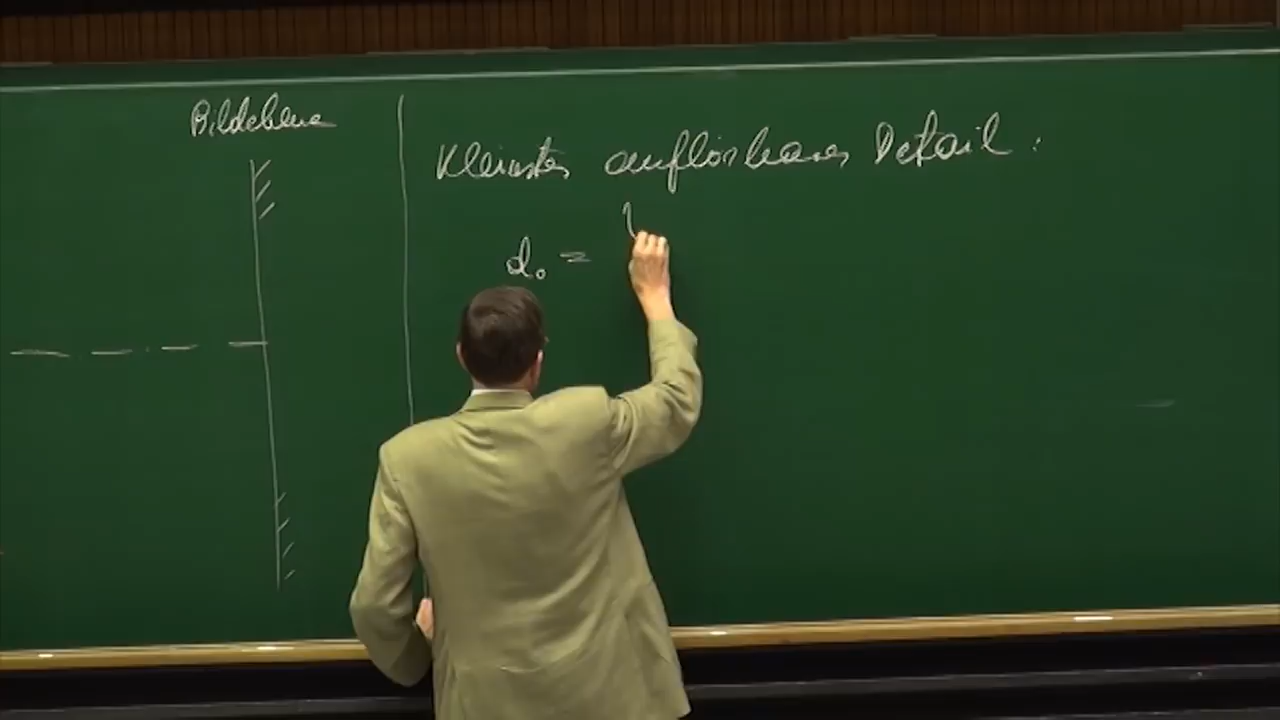 Bildebene
Kleinstes auflösbares Detail :
d₀ =